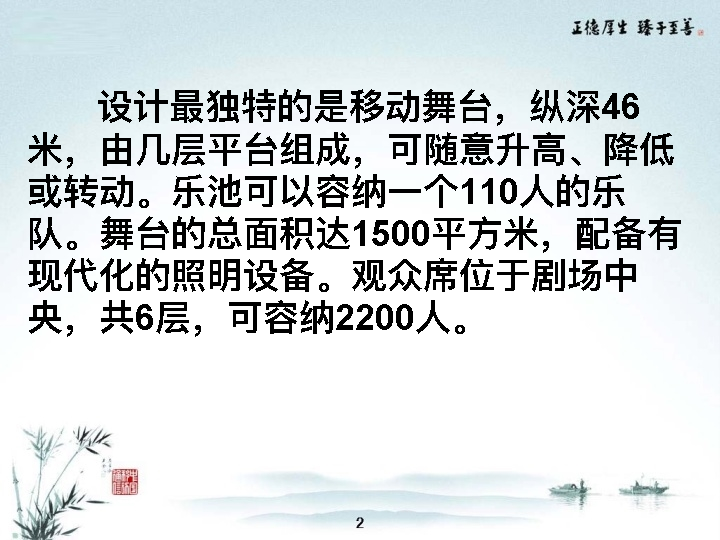 正德厚生 臻于至善
设计最独特的是移动舞台，纵深46
米，由几层平台组成，可随意升高、降低
或转动。乐池可以容纳一个110人的乐
队。舞台的总面积达1500平方米，配备有
现代化的照明设备。观众席位于剧场中
央，共6层，可容纳2200人。
2